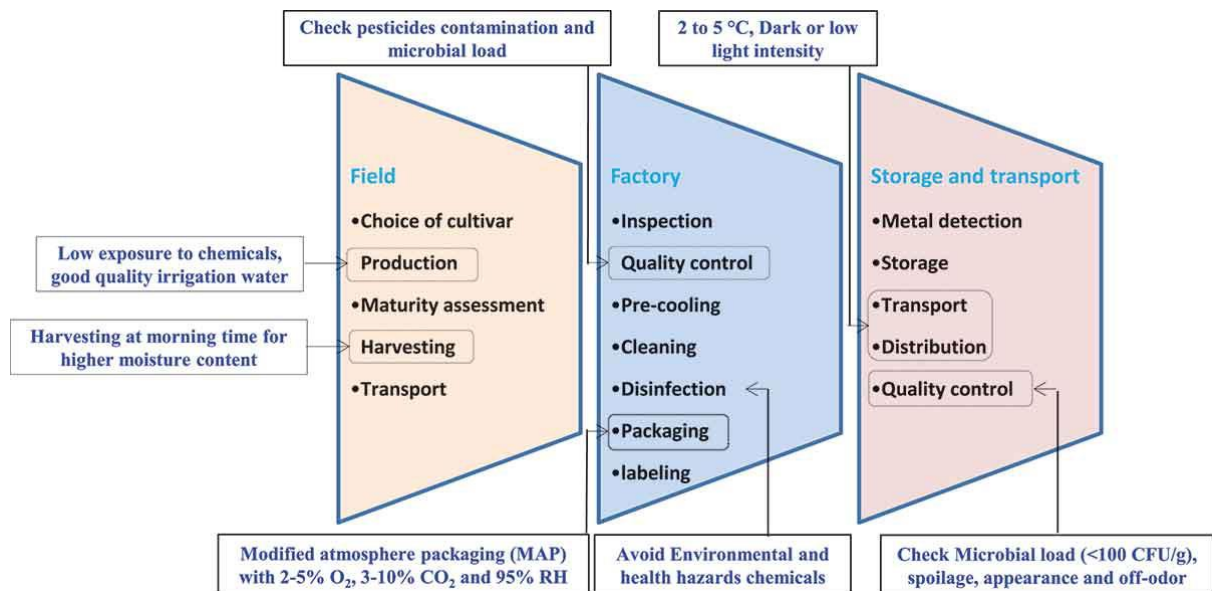 Check pesticides contamination and
microbial load
2 to 5 °C, Dark or low
light intensity
Field
•Choice of cultivar
•Production
•Maturity assessment
•Harvesting
•Transport
Low exposure to chemicals,
good quality irrigation water
Harvesting at morning time for
higher moisture content
Factory
•Inspection
•Quality control
•Pre-cooling
•Cleaning
•Disinfection
•Packaging
•labeling
Storage and transport
•Metal detection
•Storage
•Transport
•Distribution
•Quality control
Modified atmosphere packaging (MAP)
with 2-5% O₂, 3-10% CO₂ and 95% RH
Avoid Environmental and
health hazards chemicals
Check Microbial load (<100 CFU/g),
spoilage, appearance and off-odor